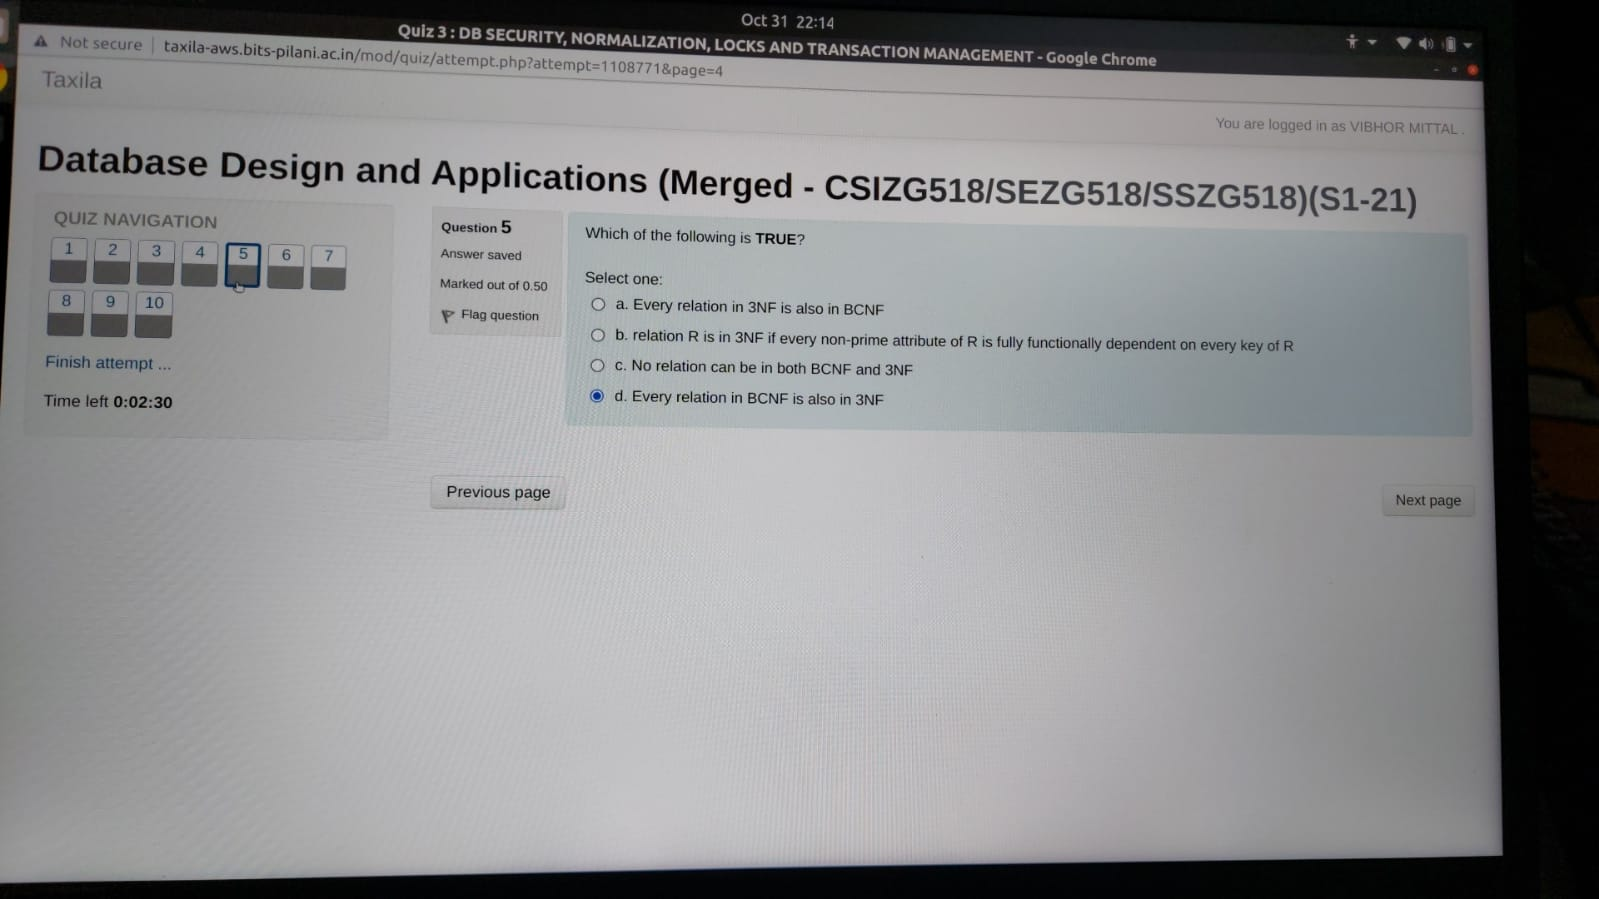 Oct 31 22:14
Quiz 3 : DB SECURITY, NORMALIZATION, LOCKS AND TRANSACTION MANAGEMENT - Google Chrome
Not secure | taxila-aws.bits-pilani.ac.in/mod/quiz/attempt.php?attempt=1108771&page=4
Taxila
You are logged in as VIBHOR MITTAL .
Database Design and Applications (Merged - CSIZG518/SEZG518/SSZG518)(S1-21)
QUIZ NAVIGATION
1 2 3 4 5 6 7
8 9 10
Finish attempt ...
Time left 0:02:30
Question 5
Answer saved
Marked out of 0.50
Flag question
Which of the following is TRUE?
Select one:
a. Every relation in 3NF is also in BCNF
b. relation R is in 3NF if every non-prime attribute of R is fully functionally dependent on every key of R
c. No relation can be in both BCNF and 3NF
d. Every relation in BCNF is also in 3NF
Previous page
Next page